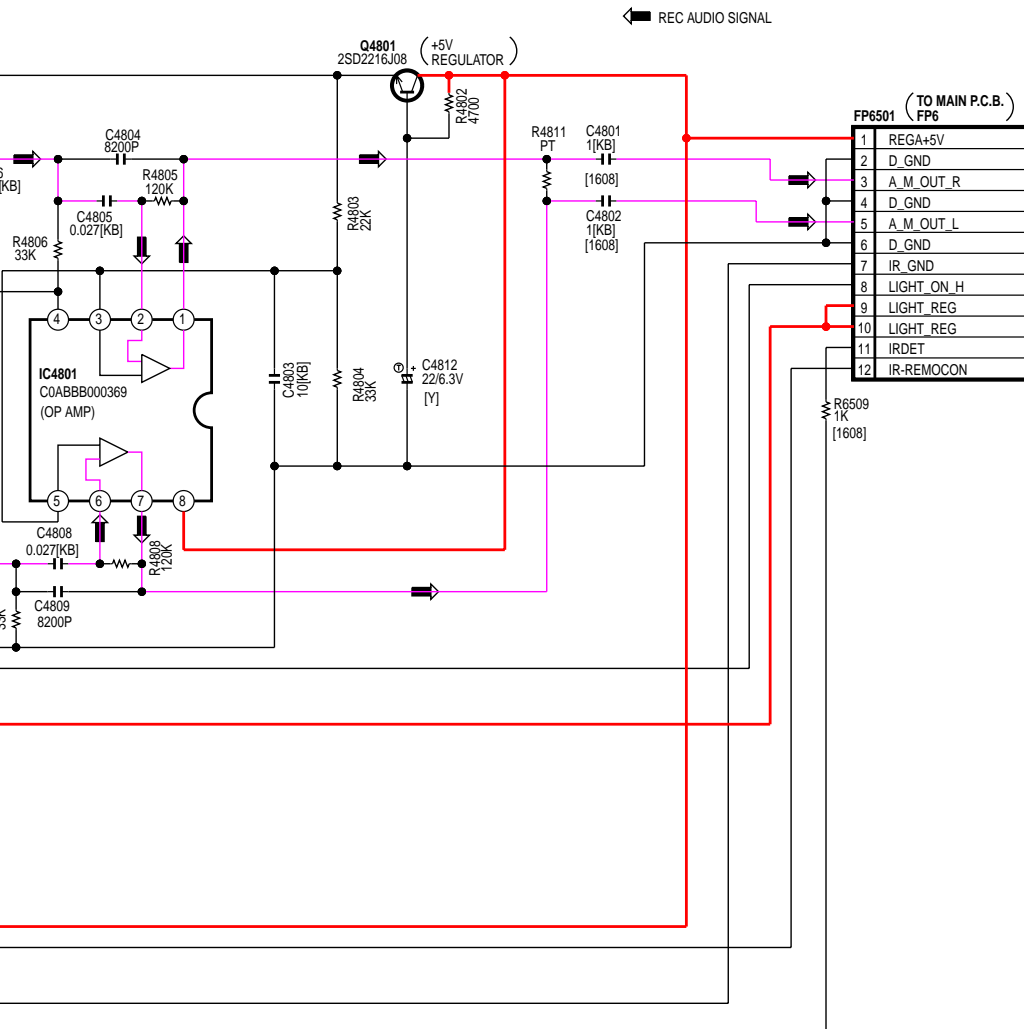 REC AUDIO SIGNAL
Q4801
2SD2216J08
+5V
REGULATOR
R4802
4700
TO MAIN P.C.B.
FP6501
FP6
C4804
8200P
R4811
PT
C4801
1[KB]
[1608]
C4802
1[KB]
[1608]
1 REGA+5V
2 D_GND
3 A_M_OUT_R
4 D_GND
5 A_M_OUT_L
6 D_GND
7 IR_GND
8 LIGHT_ON_H
9 LIGHT_REG
10 LIGHT_REG
11 IRDET
12 IR-REMOCON
[KB]
R4805
120K
C4805
0.027[KB]
R4803
22K
R4806
33K
4 3 2 1
IC4801
C0ABBB000369
(OP AMP)
C4803
10[KB]
R4804
33K
T +
C4812
22/6.3V
[Y]
R6509
1K
[1608]
5 6 7 8
C4808
0.027[KB]
R4808
120K
C4809
8200P
33K